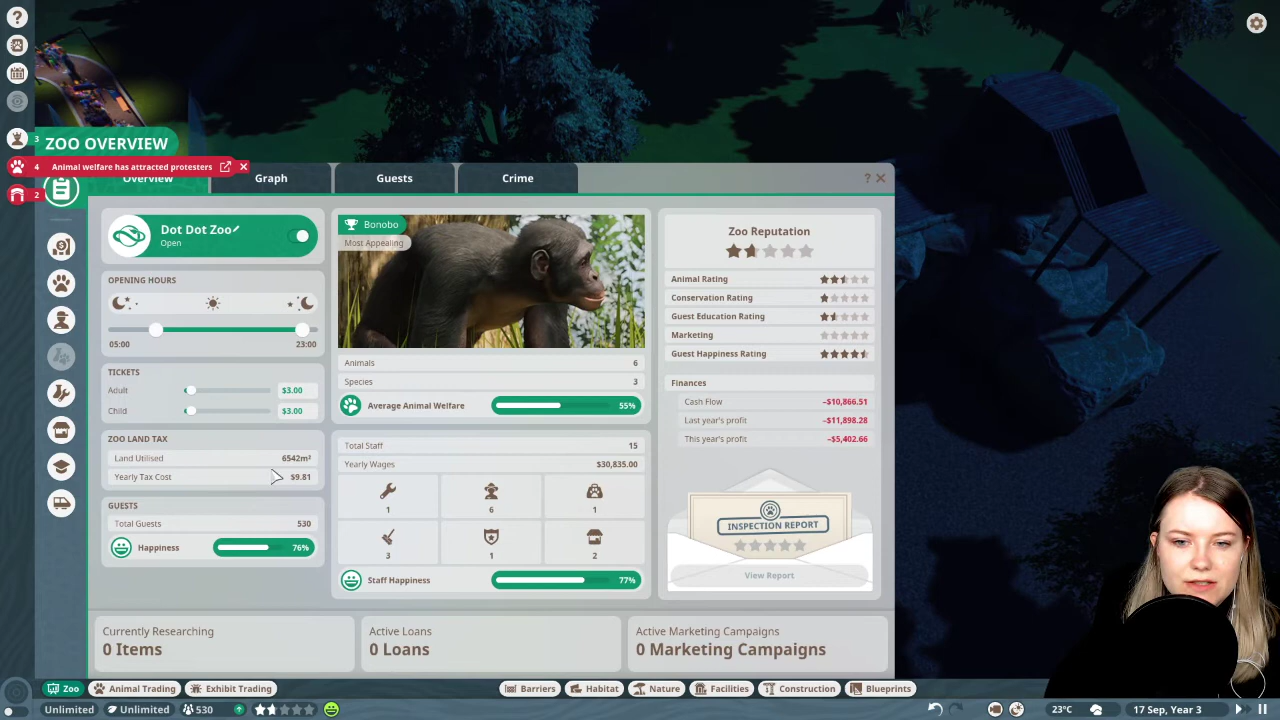 3
ZOO OVERVIEW
4 Animal welfare has attracted protesters
2
Overview
Graph
Guests
Crime
? ×
Dot Dot Zoo
Open
OPENING HOURS
05:00
23:00
TICKETS
Adult
$3.00
Child
$3.00
ZOO LAND TAX
Land Utilised
6542m²
Yearly Tax Cost
$9.81
GUESTS
Total Guests
530
Happiness
76%
Bonobo
Most Appealing
Animals
6
Species
3
Average Animal Welfare
55%
Total Staff
15
Yearly Wages
$30,835.00
1
6
1
3
1
2
Staff Happiness
77%
Zoo Reputation
Animal Rating
Conservation Rating
Guest Education Rating
Marketing
Guest Happiness Rating
Finances
Cash Flow
-$10,866.51
Last year's profit
-$11,898.28
This year's profit
-$5,402.66
INSPECTION REPORT
View Report
Currently Researching
0 Items
Active Loans
0 Loans
Active Marketing Campaigns
0 Marketing Campaigns
Zoo
Animal Trading
Exhibit Trading
Barriers
Habitat
Nature
Facilities
Construction
Blueprints
Unlimited
Unlimited
530
23°C
17 Sep, Year 3